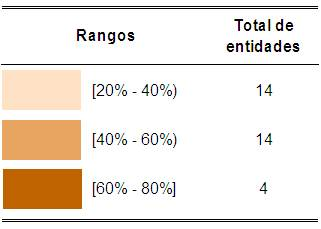 Rangos Total de entidades
[20% - 40%) 14
[40% - 60%) 14
[60% - 80%] 4